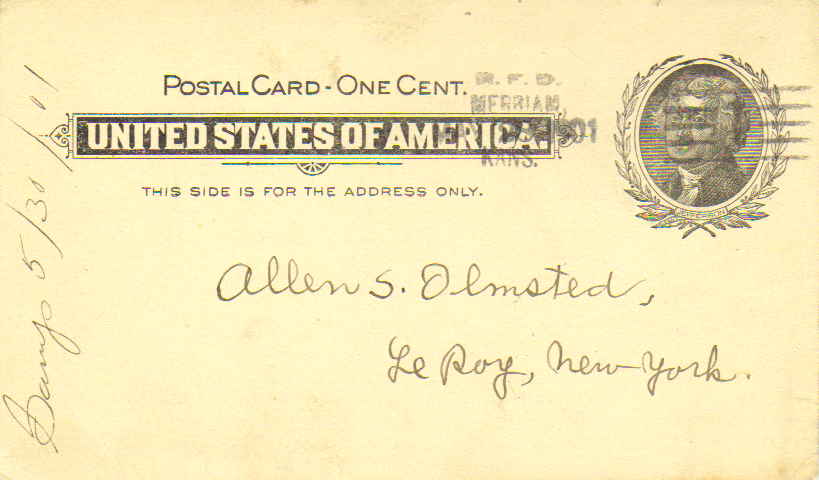 POSTAL CARD - ONE CENT.
UNITED STATES OF AMERICA.
THIS SIDE IS FOR THE ADDRESS ONLY.
R. F. D.
MERRIAM,
KANS.
Allen S. Olmsted,
Le Roy, New York.
5/30/01